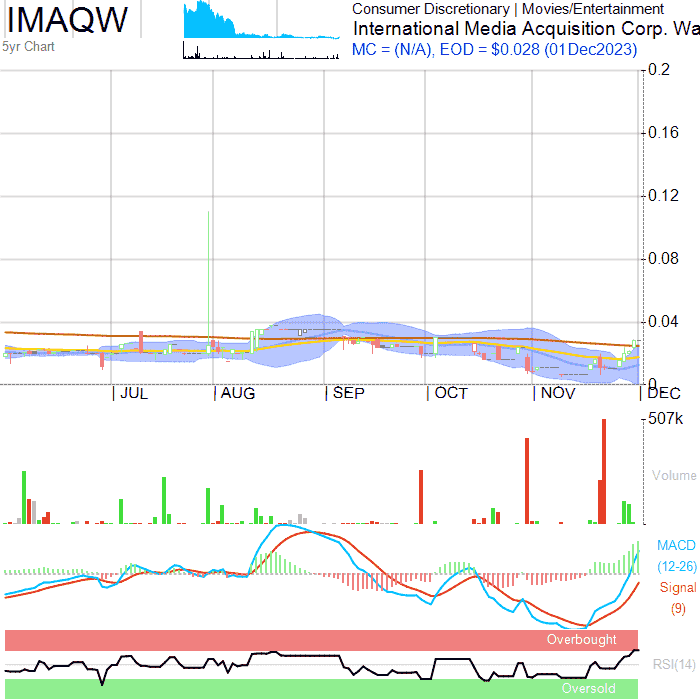 IMAQW
5yr Chart
Consumer Discretionary | Movies/Entertainment
International Media Acquisition Corp. Wa
MC = (N/A), EOD = $0.028 (01Dec2023)
0.2
0.16
0.12
0.08
0.04
0
JUL AUG SEP OCT NOV DEC
507k
Volume
MACD
(12-26)
Signal
(9)
Overbought
RSI(14)
Oversold